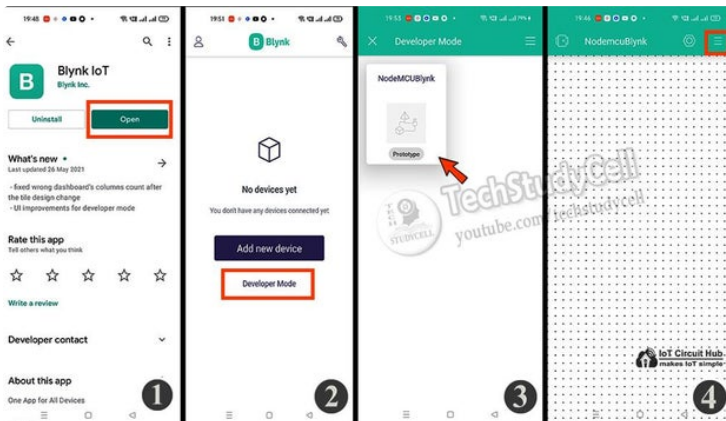 19:48
Blynk IoT
Blynk Inc.
B
Uninstall
Open
What's new •
Last updated 26 May 2021
- fixed wrong dashboard's columns count after
the tile design change
- UI improvements for developer mode
Rate this app
Tell others what you think
Write a review
Developer contact
About this app
One App for All Devices
1
19:51
B Blynk
No devices yet
You don't have any devices connected yet
Add new device
Developer Mode
2
19:53
Developer Mode
NodeMCUBlynk
Prototype
TechStudyCell
STUDYCELL
youtube.com/techstudycell
3
19:46
NodemcuBlynk
IoT Circuit Hub
makes IoT simple
4